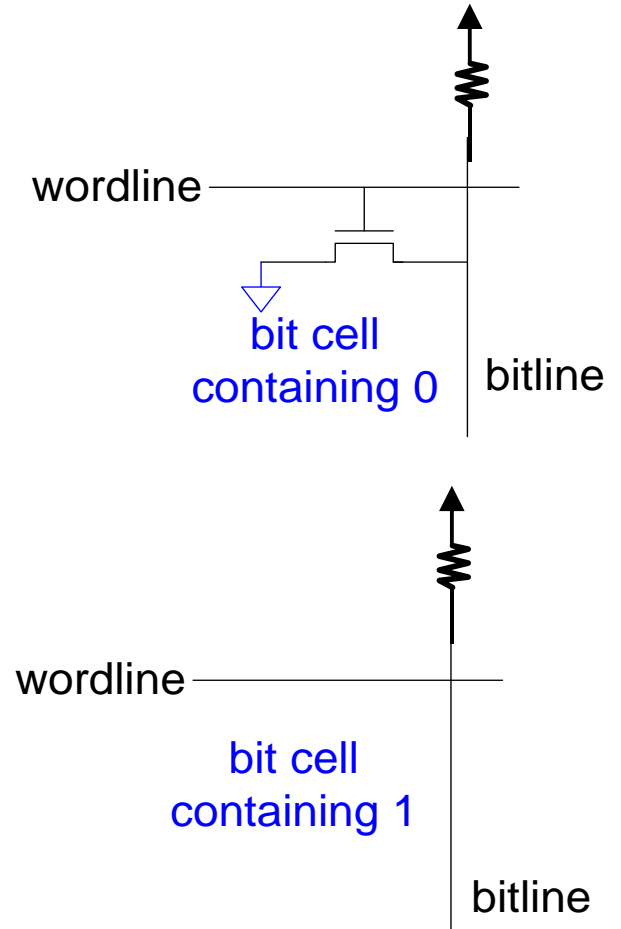 wordline
bit cell
containing 0
bitline
wordline
bit cell
containing 1
bitline